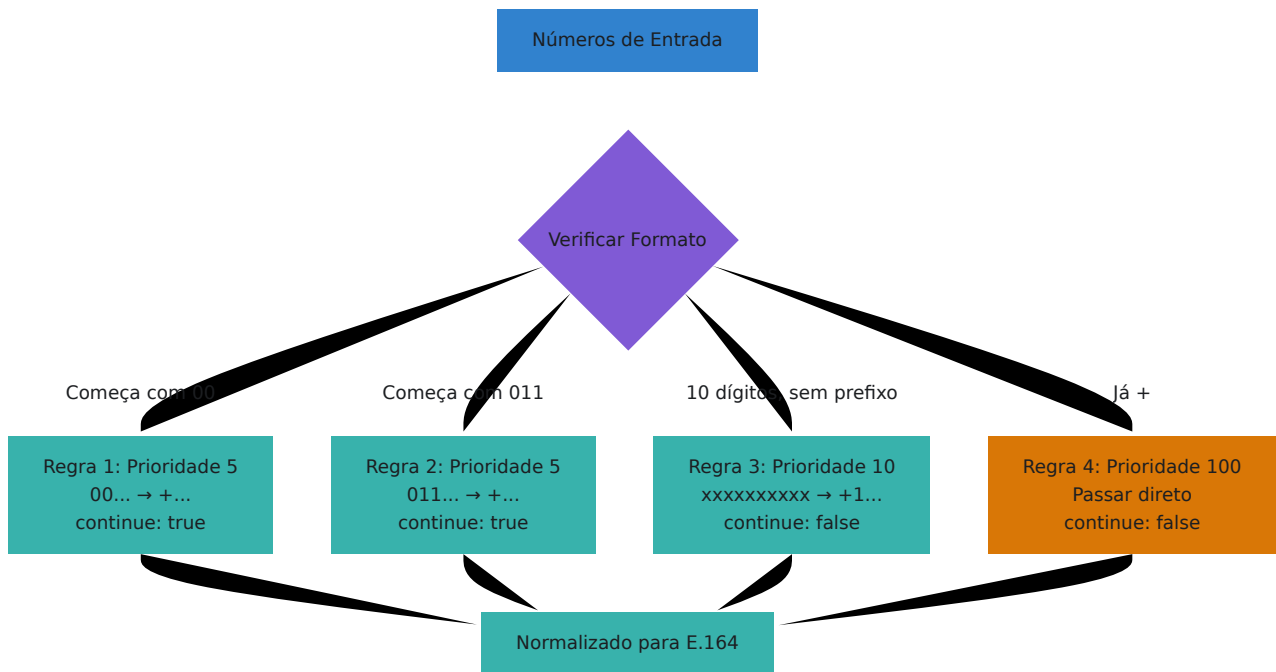 Números de Entrada
Verificar Formato
Começa com 00
Começa com 011
10 dígitos, sem prefixo
Já +
Regra 1: Prioridade 5
00... → +...
continue: true
Regra 2: Prioridade 5
011... → +...
continue: true
Regra 3: Prioridade 10
xxxxxxxxxx → +1...
continue: false
Regra 4: Prioridade 100
Passar direto
continue: false
Normalizado para E.164